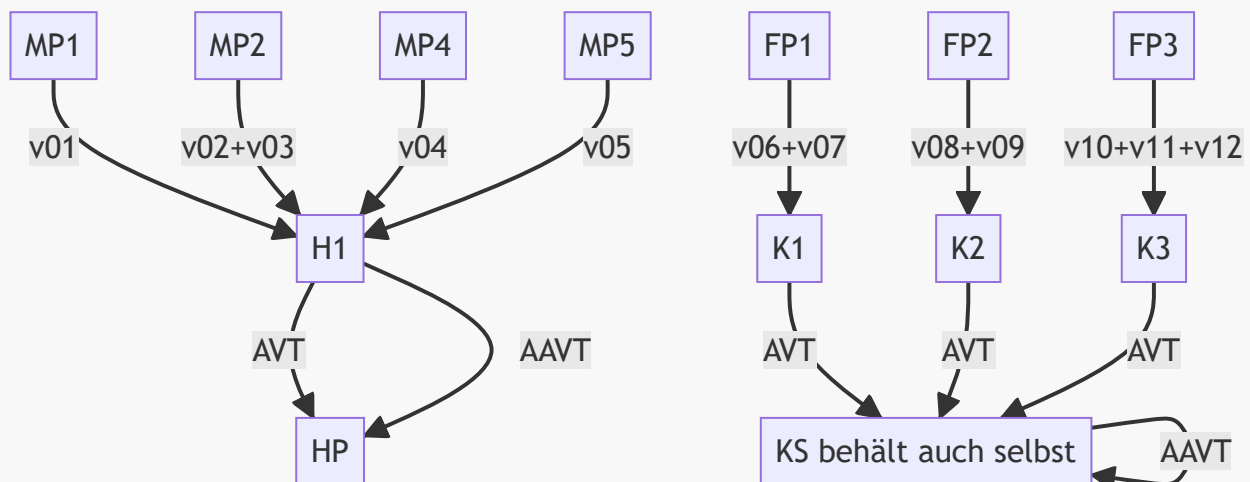 MP1 MP2 MP4 MP5 FP1 FP2 FP3
v01 v02+v03 v04 v05 v06+v07 v08+v09 v10+v11+v12
H1 K1 K2 K3
AVT AAVT AVT AVT AVT
HP KS behält auch selbst AAVT